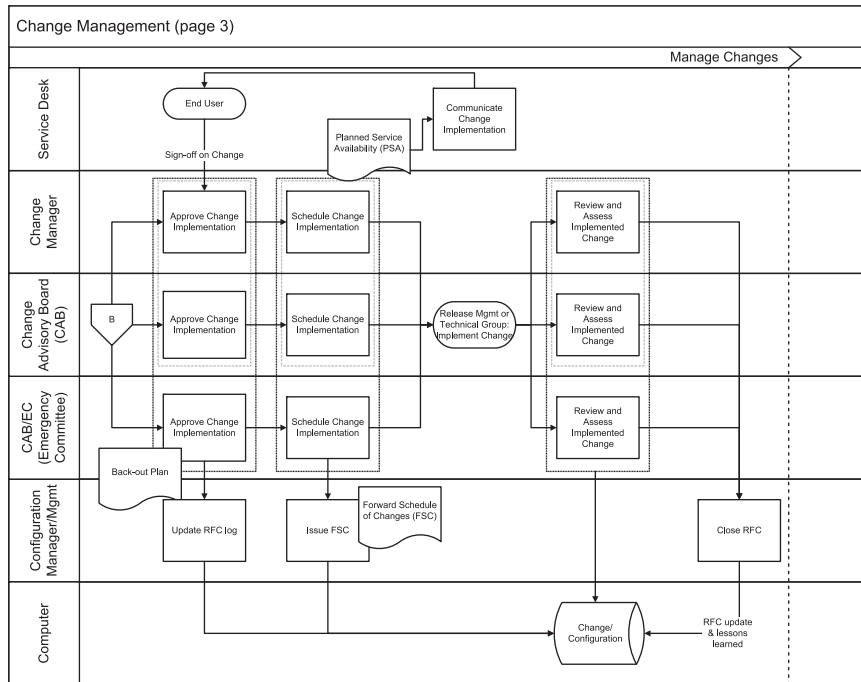 Change Management (page 3)
Manage Changes
Service Desk
End User
Communicate
Change
Implementation
Planned Service
Availability (PSA)
Sign-off on Change
Change
Manager
Approve Change
Implementation
Schedule Change
Implementation
Review and
Assess
Implemented
Change
Change
Advisory Board
(CAB)
B
Approve Change
Implementation
Schedule Change
Implementation
Release Mgmt or
Technical Group:
Implement Change
Review and
Assess
Implemented
Change
CAB/EC
(Emergency
Committee)
Approve Change
Implementation
Schedule Change
Implementation
Review and
Assess
Implemented
Change
Back-out Plan
Configuration
Manager/Mgmt
Update RFC log
Issue FSC
Forward Schedule
of Changes (FSC)
Close RFC
Computer
Change/
Configuration
RFC update
& lessons
learned